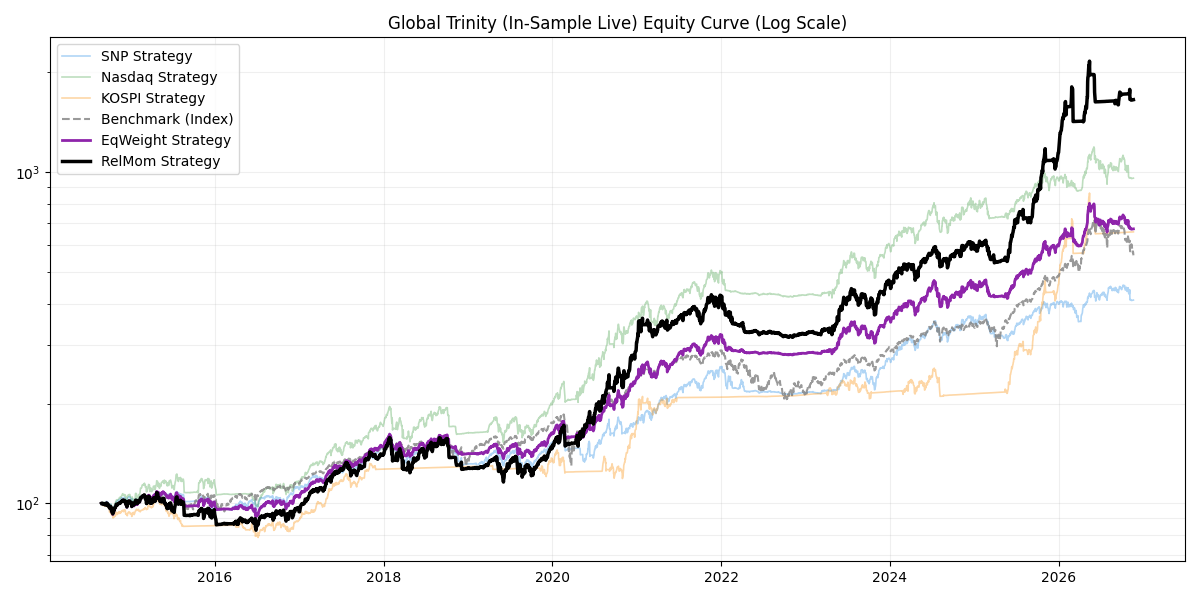 Global Trinity (In-Sample Live) Equity Curve (Log Scale)
SNP Strategy
Nasdaq Strategy
KOSPI Strategy
Benchmark (Index)
EqWeight Strategy
RelMom Strategy
10³
10²
2016 2018 2020 2022 2024 2026